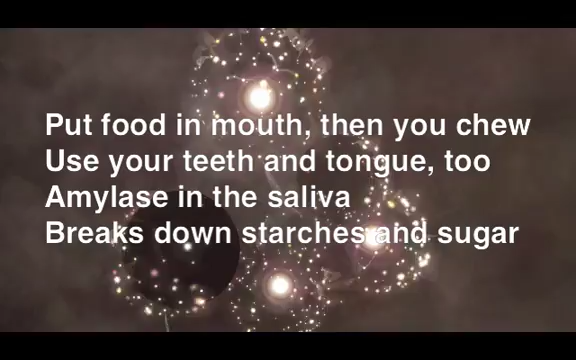 Put food in mouth, then you chew
Use your teeth and tongue, too
Amylase in the saliva
Breaks down starches and sugar